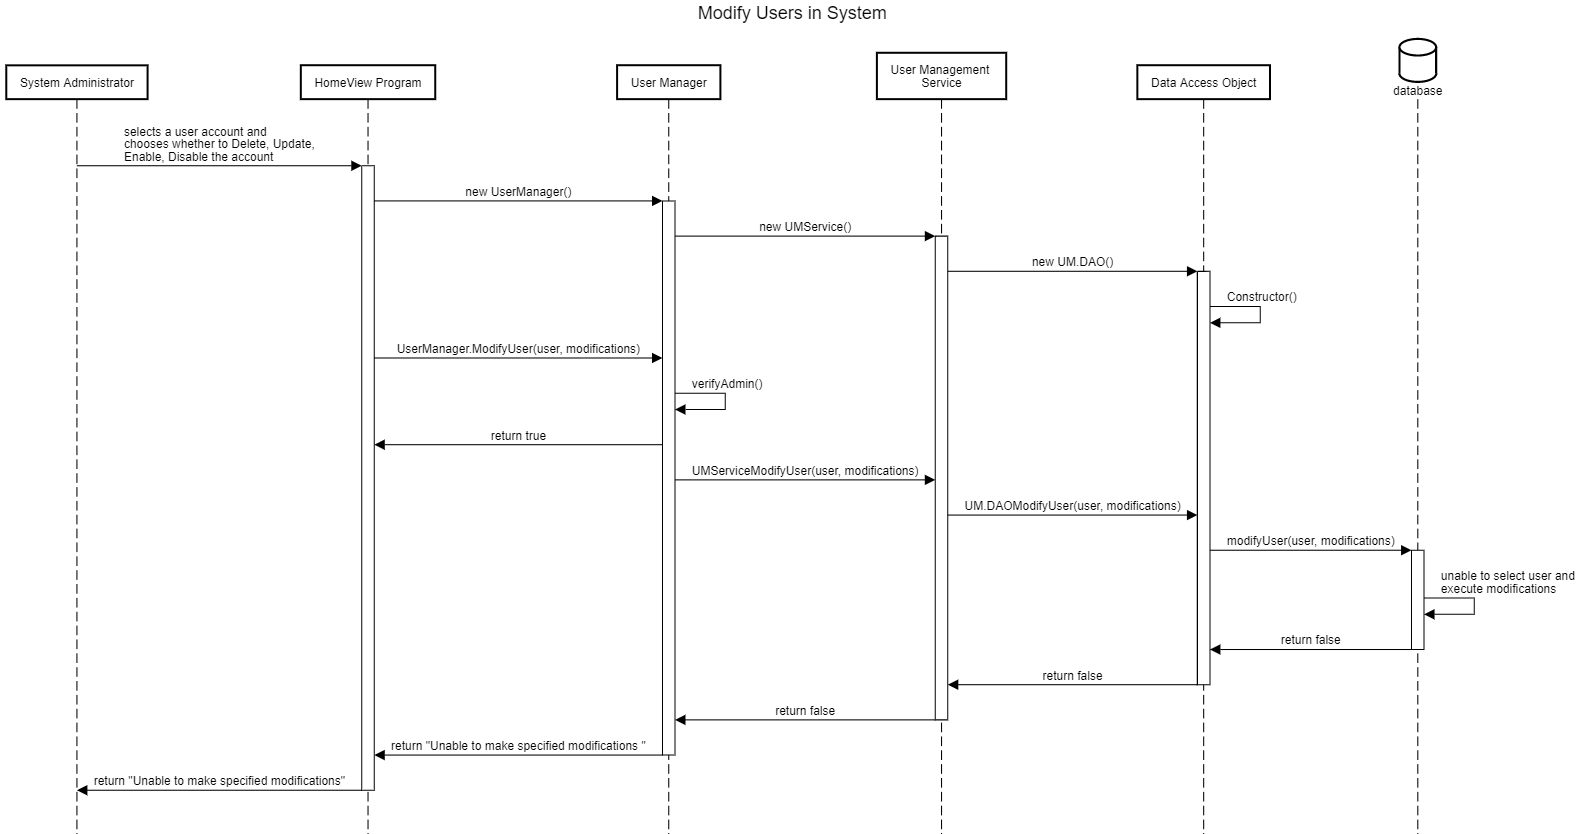 Modify Users in System
System Administrator
HomeView Program
User Manager
User Management
Service
Data Access Object
database
selects a user account and
chooses whether to Delete, Update,
Enable, Disable the account
new UserManager()
new UMService()
new UM.DAO()
Constructor()
UserManager.ModifyUser(user, modifications)
verifyAdmin()
return true
UMServiceModifyUser(user, modifications)
UM.DAOModifyUser(user, modifications)
modifyUser(user, modifications)
unable to select user and
execute modifications
return false
return false
return false
return "Unable to make specified modifications "
return "Unable to make specified modifications"